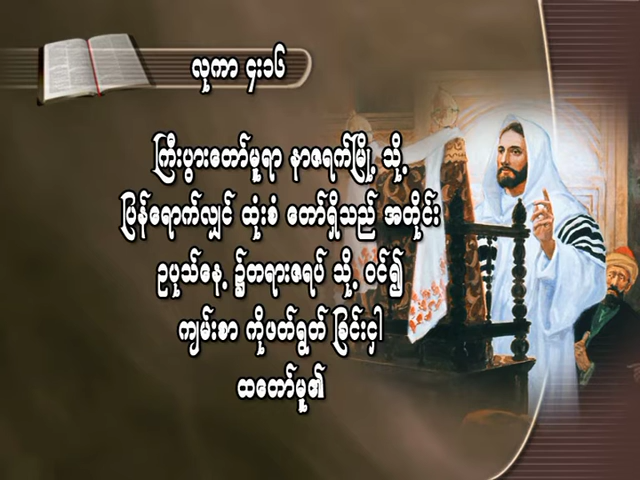 လုကာ ၄း၁၆
ကြီးပွားတော်မူရာ နာဇရက်မြို့ သို့
ပြန်ရောက်လျှင် ထုံးစံ တော်ရှိသည် အတိုင်း
ဥပုသ်နေ့ ၌တရားဇရပ် သို့ ဝင်၍
ကျမ်းစာ ကိုဖတ်ရွတ် ခြင်းငှါ
ထတော်မူ၏